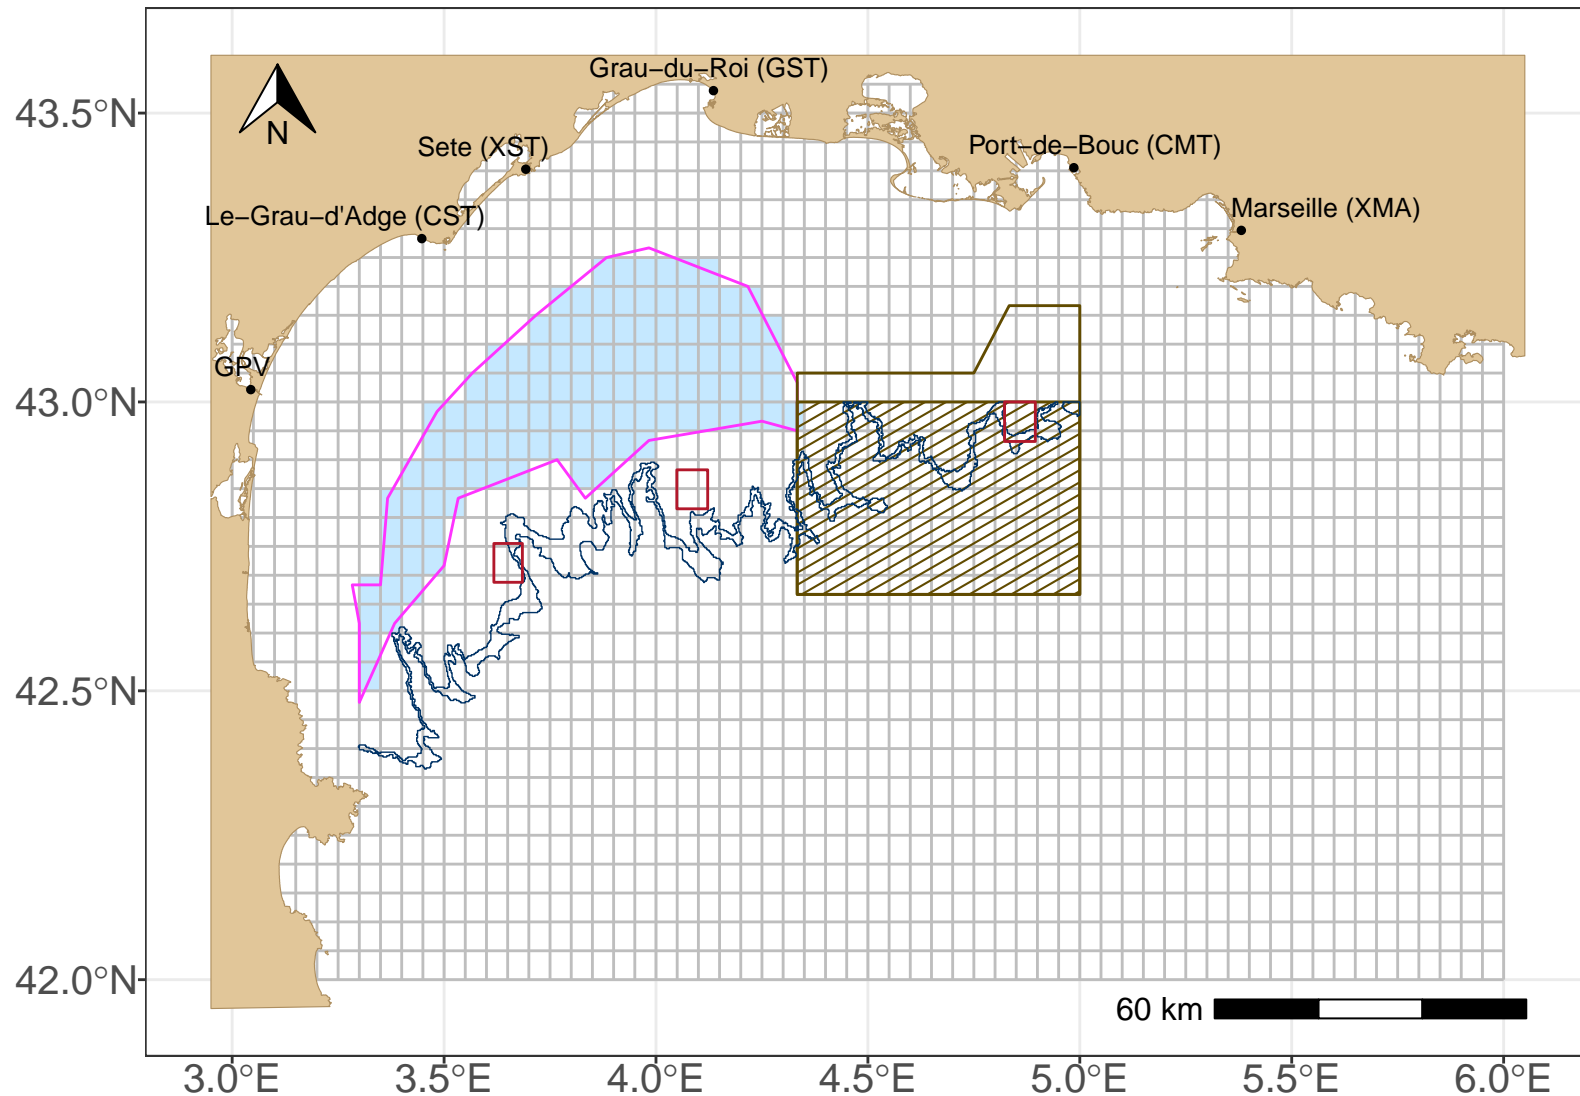 Grau−du−Roi (GST)
43.5°N
N
Sete (XST)
Port−de−Bouc (CMT)
Le−Grau−d'Adge (CST)
Marseille (XMA)
GPV
43.0°N
42.5°N
42.0°N
60 km
3.0°E 3.5°E 4.0°E 4.5°E 5.0°E 5.5°E 6.0°E